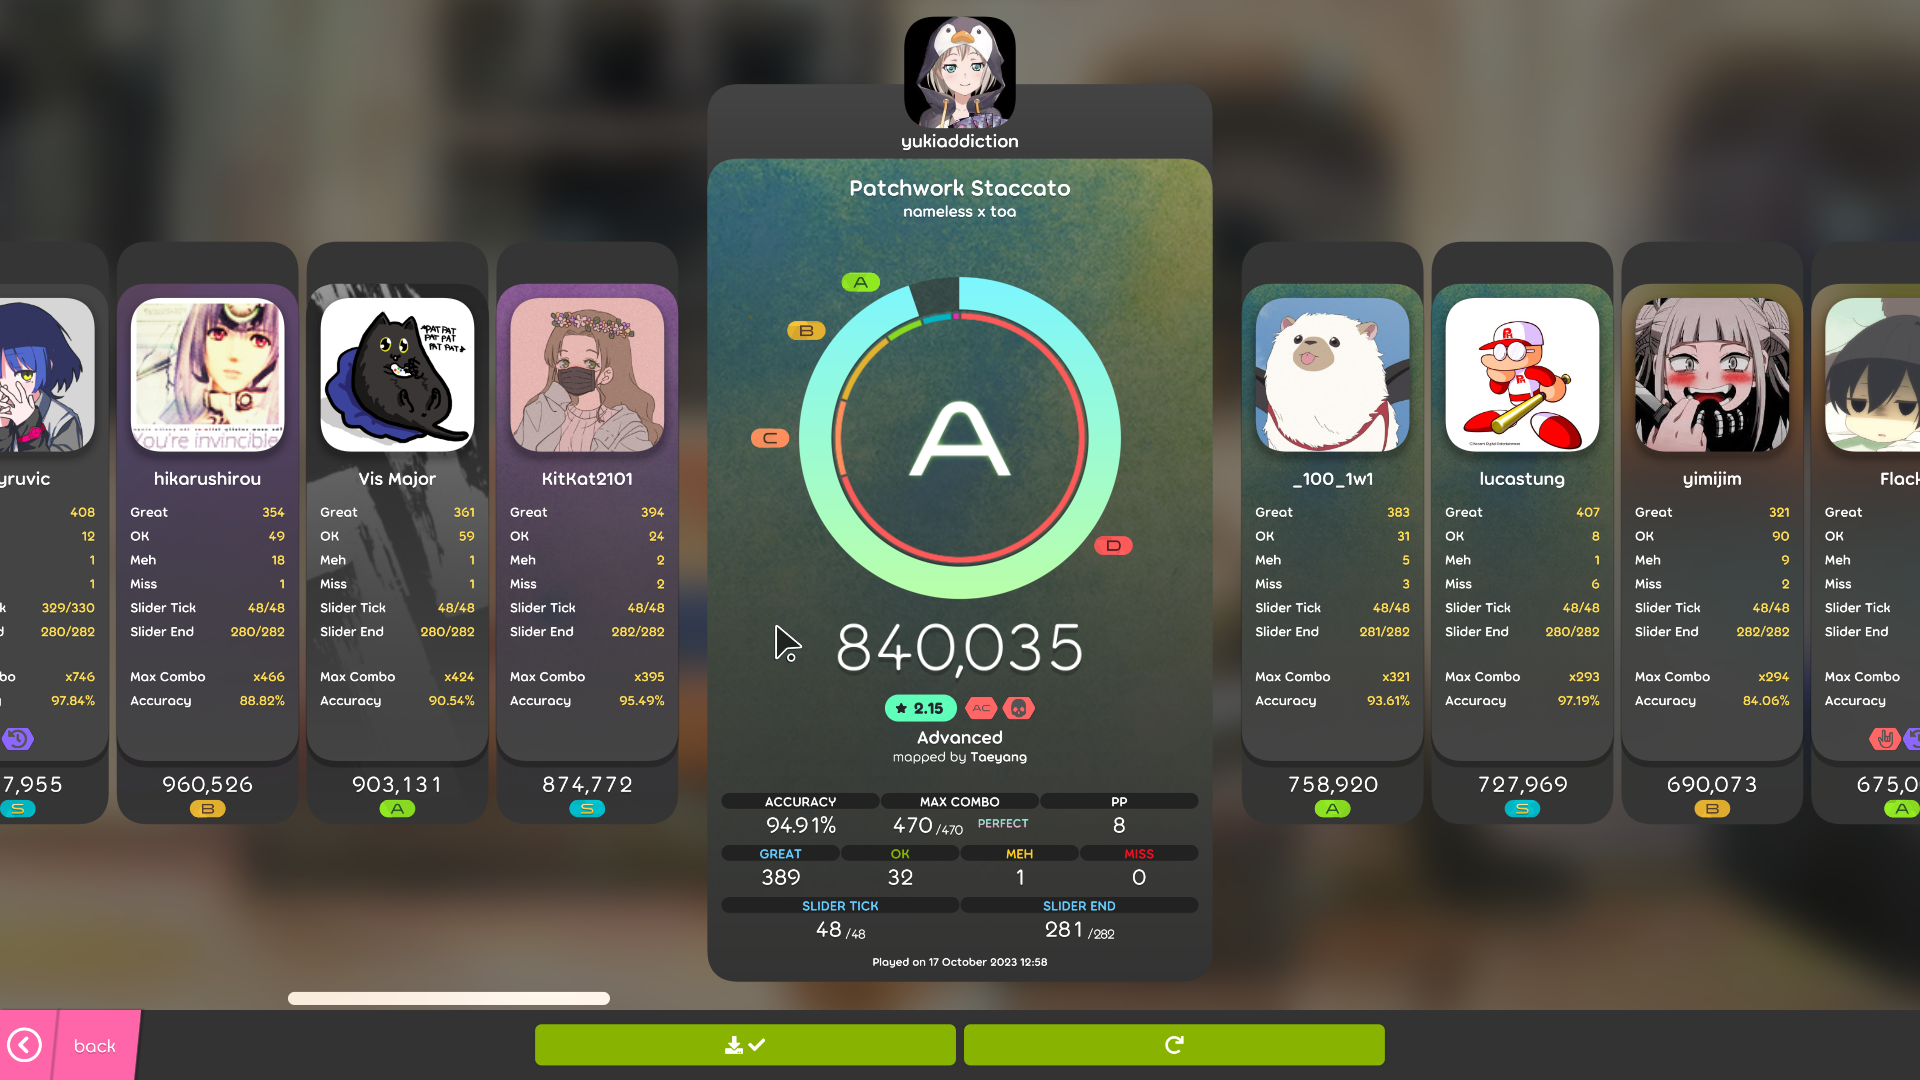 yukiaddiction
Patchwork Staccato
nameless x toa
A
B
C
D
A
840,035
2.15
AC
Advanced
mapped by Taeyang
ACCURACY MAX COMBO PP
94.91% 470/470 PERFECT 8
GREAT OK MEH MISS
389 32 1 0
SLIDER TICK SLIDER END
48/48 281/282
Played on 17 October 2023 12:58
408
12
1
1
329/330
280/282
x746
97.84%
7,955
S
You're invincible
hikarushirou
Great 354
OK 49
Meh 18
Miss 1
Slider Tick 48/48
Slider End 280/282
Max Combo x466
Accuracy 88.82%
960,526
B
PAT PAT
PAT PAT
PAT PAT
Vis Major
Great 361
OK 59
Meh 1
Miss 1
Slider Tick 48/48
Slider End 280/282
Max Combo x424
Accuracy 90.54%
903,131
A
KitKat2101
Great 394
OK 24
Meh 2
Miss 2
Slider Tick 48/48
Slider End 282/282
Max Combo x395
Accuracy 95.49%
874,772
S
_100_1w1
Great 383
OK 31
Meh 5
Miss 3
Slider Tick 48/48
Slider End 281/282
Max Combo x321
Accuracy 93.61%
758,920
A
lucastung
Great 407
OK 8
Meh 1
Miss 6
Slider Tick 48/48
Slider End 280/282
Max Combo x293
Accuracy 97.19%
727,969
S
yimijim
Great 321
OK 90
Meh 9
Miss 2
Slider Tick 48/48
Slider End 282/282
Max Combo x294
Accuracy 84.06%
690,073
B
Flack
Great
OK
Meh
Miss
Slider Tick
Slider End
Max Combo
Accuracy
675,0
A
back